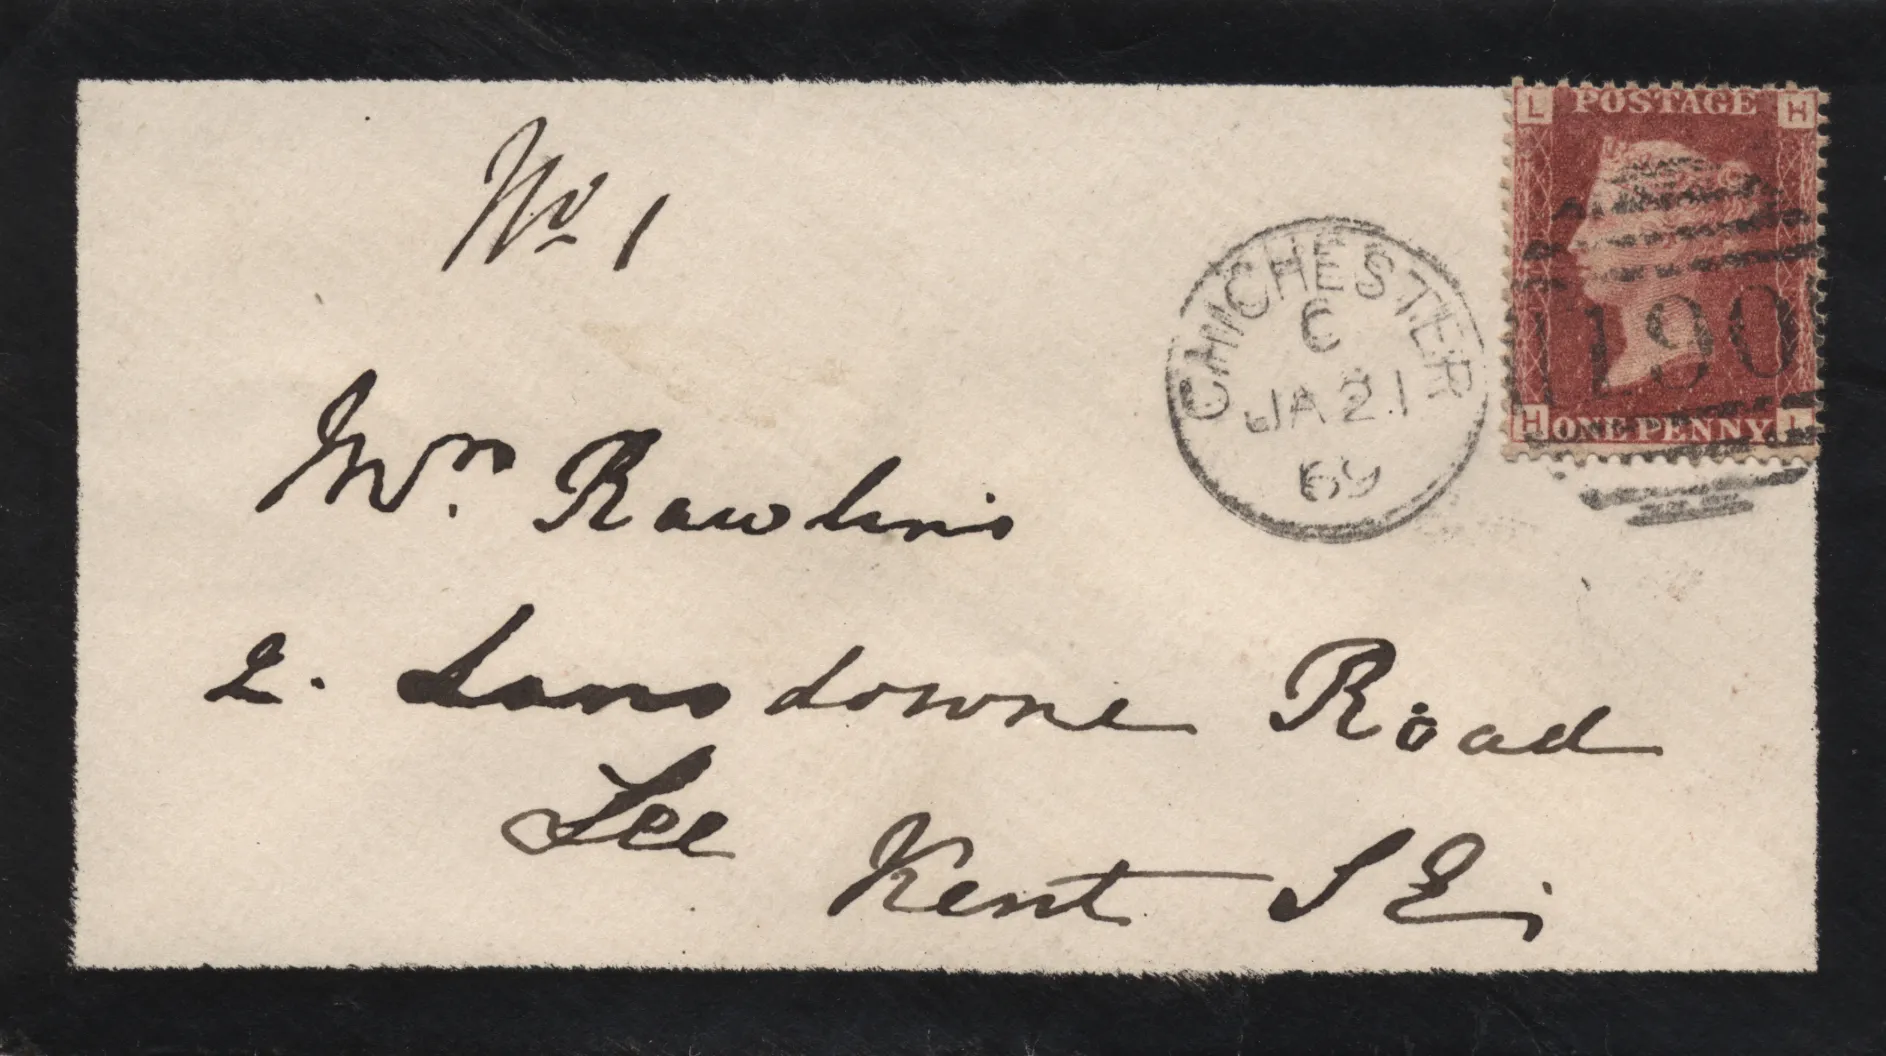 No 1
L POSTAGE H
CHICHESTER
C
JA 21
69
190
H ONE PENNY L
Mrs. Rawlins
2. Lansdowne Road
Lee
Kent S E.